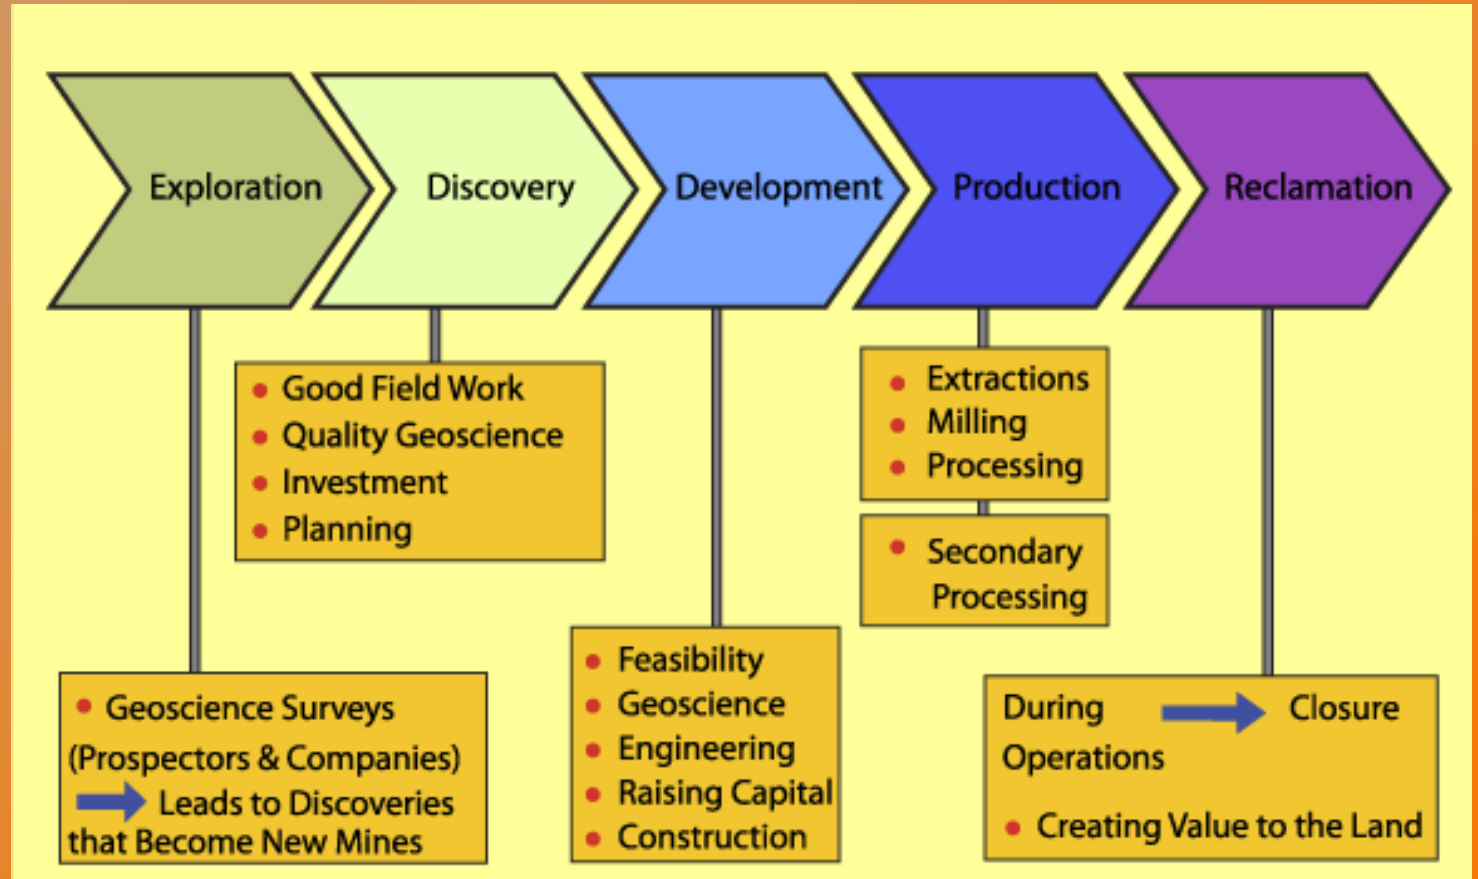 Exploration
Discovery
Development
Production
Reclamation
Good Field Work
Quality Geoscience
Investment
Planning
Extractions
Milling
Processing
Secondary
Processing
Geoscience Surveys
(Prospectors & Companies)
Leads to Discoveries
that Become New Mines
Feasibility
Geoscience
Engineering
Raising Capital
Construction
During Closure
Operations
Creating Value to the Land